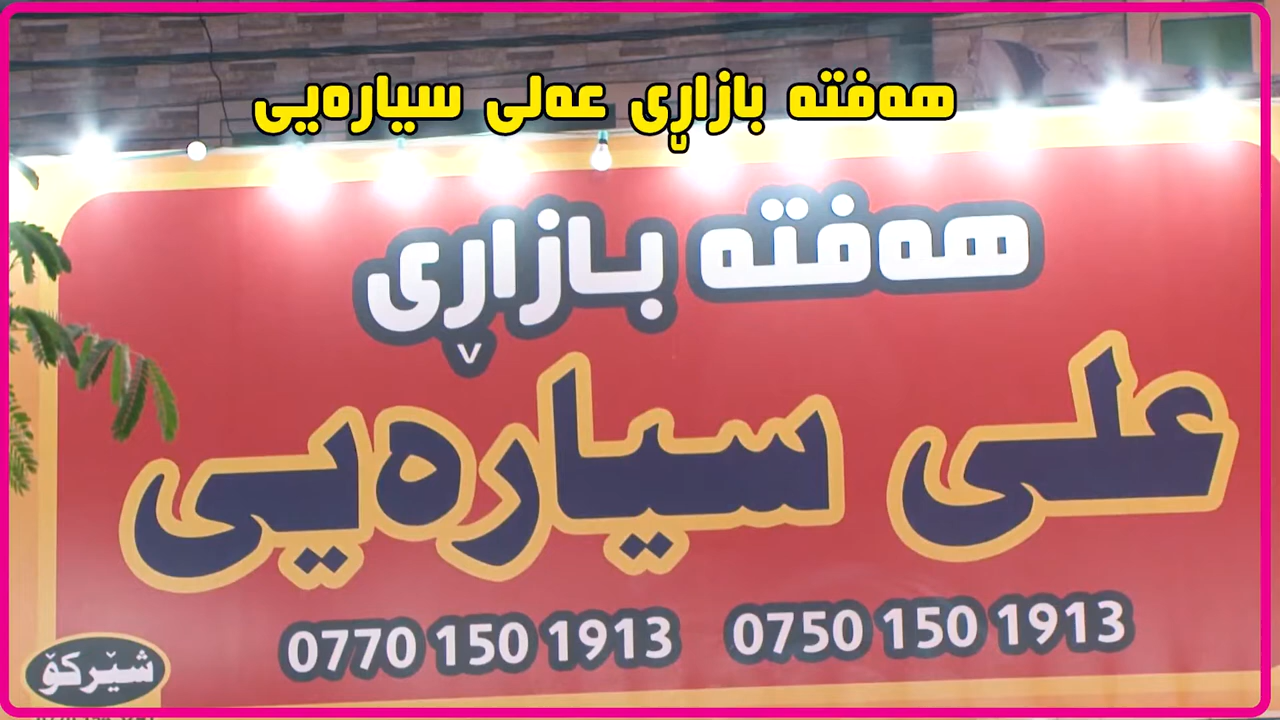 هەفتە بازاڕی عەلی سیارەیی
هەفتە بازاڕی
علی سیارەیی
0770 150 1913 0750 150 1913
شێرکۆ